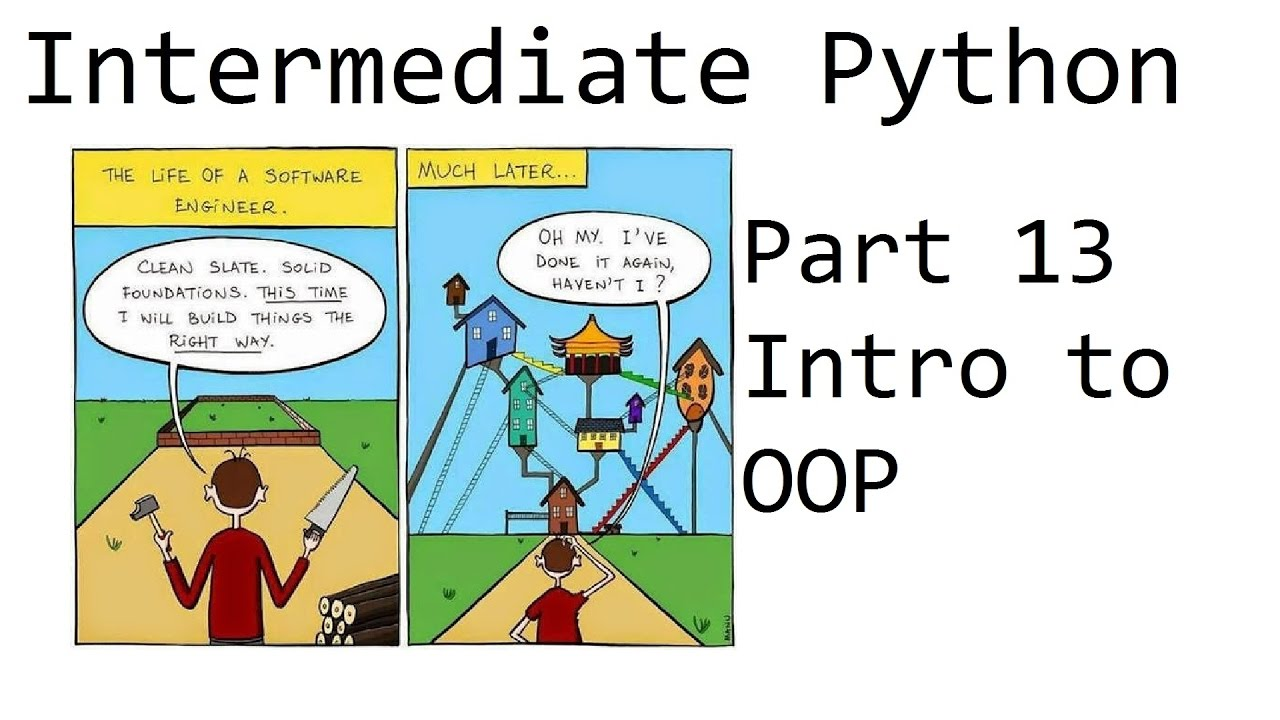 Intermediate Python
THE LIFE OF A SOFTWARE
ENGINEER.
CLEAN SLATE. SOLID
FOUNDATIONS. THIS TIME
I WILL BUILD THINGS THE
RIGHT WAY.
MUCH LATER...
OH MY. I'VE
DONE IT AGAIN,
HAVEN'T I?
MANU
Part 13
Intro to
OOP